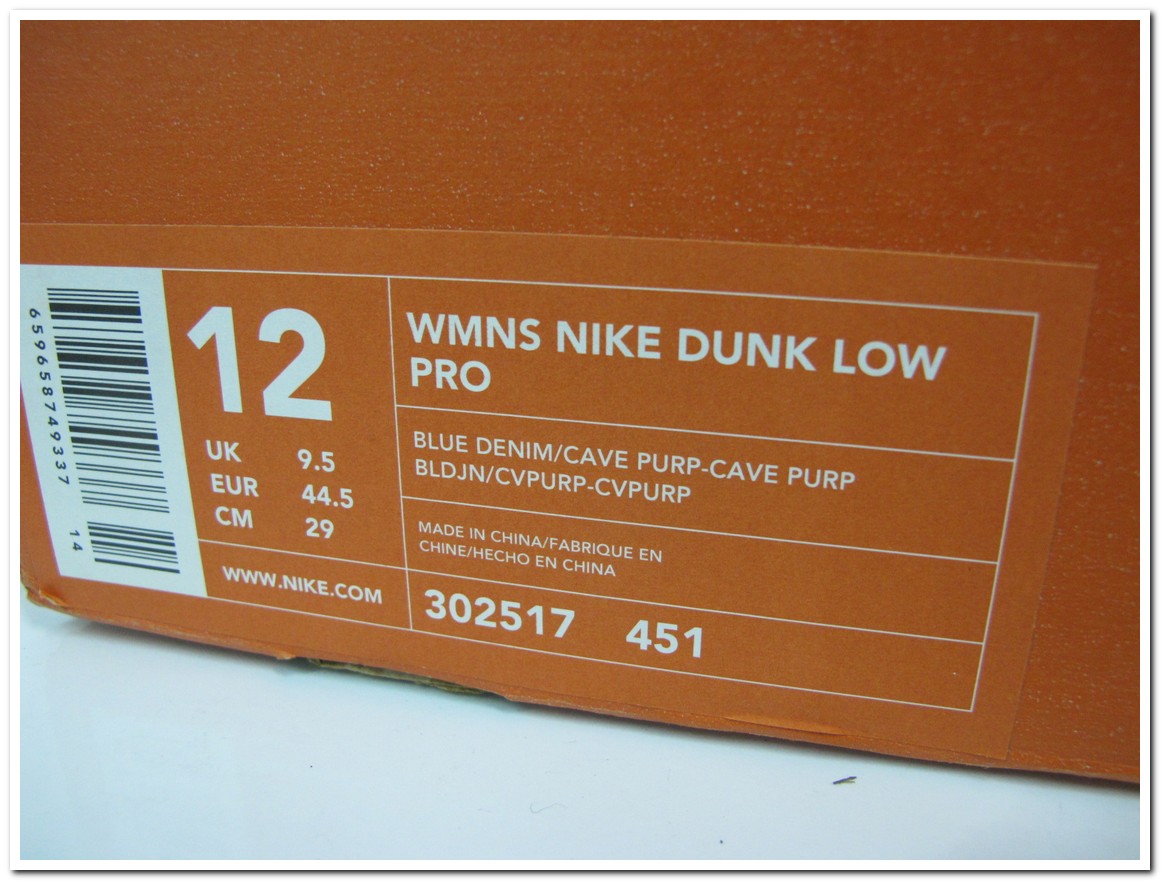 659658749337 14
12
UK 9.5
EUR 44.5
CM 29
WWW.NIKE.COM
WMNS NIKE DUNK LOW
PRO
BLUE DENIM/CAVE PURP-CAVE PURP
BLDJN/CVPURP-CVPURP
MADE IN CHINA/FABRIQUE EN
CHINE/HECHO EN CHINA
302517 451